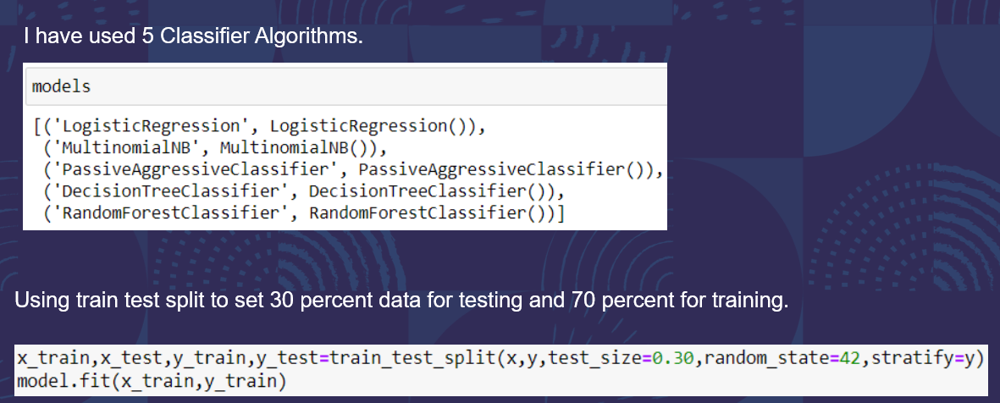 I have used 5 Classifier Algorithms.
models
[('LogisticRegression', LogisticRegression()),
('MultinomialNB', MultinomialNB()),
('PassiveAggressiveClassifier', PassiveAggressiveClassifier()),
('DecisionTreeClassifier', DecisionTreeClassifier()),
('RandomForestClassifier', RandomForestClassifier())]
Using train test split to set 30 percent data for testing and 70 percent for training.
x_train,x_test,y_train,y_test=train_test_split(x,y,test_size=0.30,random_state=42,stratify=y)
model.fit(x_train,y_train)